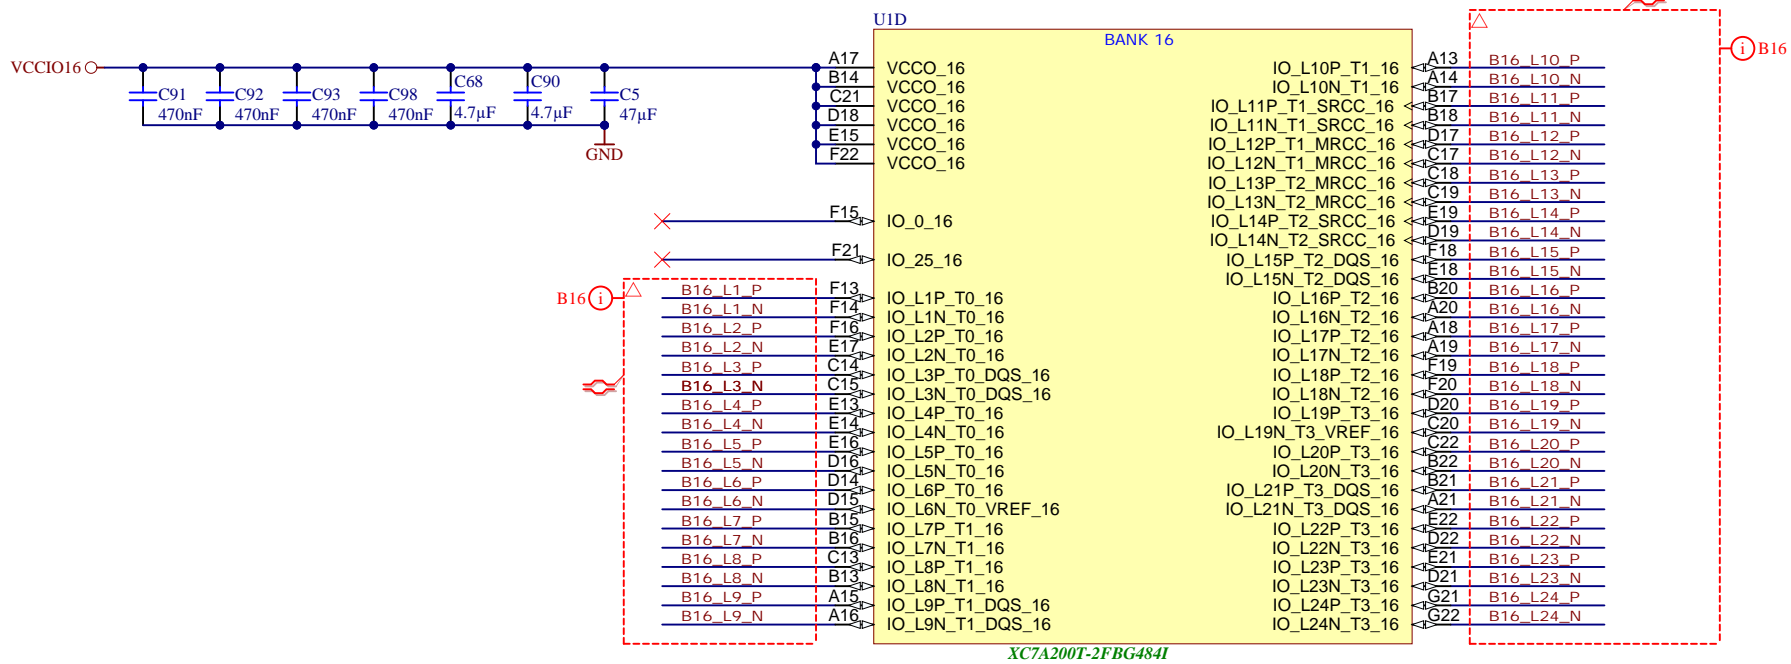 U1D
BANK 16
VCCIO16
C91
470nF
C92
470nF
C93
470nF
C98
470nF
C68
4.7µF
C90
4.7µF
C5
47µF
GND
A17 VCCO_16
B14 VCCO_16
C21 VCCO_16
D18 VCCO_16
E15 VCCO_16
F22 VCCO_16
F15 IO_0_16
F21 IO_25_16
B16 i
B16_L1_P F13 IO_L1P_T0_16
B16_L1_N F14 IO_L1N_T0_16
B16_L2_P F16 IO_L2P_T0_16
B16_L2_N E17 IO_L2N_T0_16
B16_L3_P C14 IO_L3P_T0_DQS_16
B16_L3_N C15 IO_L3N_T0_DQS_16
B16_L4_P E13 IO_L4P_T0_16
B16_L4_N E14 IO_L4N_T0_16
B16_L5_P E16 IO_L5P_T0_16
B16_L5_N D16 IO_L5N_T0_16
B16_L6_P D14 IO_L6P_T0_16
B16_L6_N D15 IO_L6N_T0_VREF_16
B16_L7_P B15 IO_L7P_T1_16
B16_L7_N B16 IO_L7N_T1_16
B16_L8_P C13 IO_L8P_T1_16
B16_L8_N B13 IO_L8N_T1_16
B16_L9_P A15 IO_L9P_T1_DQS_16
B16_L9_N A16 IO_L9N_T1_DQS_16
IO_L10P_T1_16 A13 B16_L10_P
IO_L10N_T1_16 A14 B16_L10_N
IO_L11P_T1_SRCC_16 B17 B16_L11_P
IO_L11N_T1_SRCC_16 B18 B16_L11_N
IO_L12P_T1_MRCC_16 D17 B16_L12_P
IO_L12N_T1_MRCC_16 C17 B16_L12_N
IO_L13P_T2_MRCC_16 C18 B16_L13_P
IO_L13N_T2_MRCC_16 C19 B16_L13_N
IO_L14P_T2_SRCC_16 E19 B16_L14_P
IO_L14N_T2_SRCC_16 D19 B16_L14_N
IO_L15P_T2_DQS_16 F18 B16_L15_P
IO_L15N_T2_DQS_16 E18 B16_L15_N
IO_L16P_T2_16 B20 B16_L16_P
IO_L16N_T2_16 A20 B16_L16_N
IO_L17P_T2_16 A18 B16_L17_P
IO_L17N_T2_16 A19 B16_L17_N
IO_L18P_T2_16 F19 B16_L18_P
IO_L18N_T2_16 F20 B16_L18_N
IO_L19P_T3_16 D20 B16_L19_P
IO_L19N_T3_VREF_16 C20 B16_L19_N
IO_L20P_T3_16 C22 B16_L20_P
IO_L20N_T3_16 B22 B16_L20_N
IO_L21P_T3_DQS_16 B21 B16_L21_P
IO_L21N_T3_DQS_16 A21 B16_L21_N
IO_L22P_T3_16 E22 B16_L22_P
IO_L22N_T3_16 D22 B16_L22_N
IO_L23P_T3_16 E21 B16_L23_P
IO_L23N_T3_16 D21 B16_L23_N
IO_L24P_T3_16 G21 B16_L24_P
IO_L24N_T3_16 G22 B16_L24_N
i B16
XC7A200T-2FBG484I